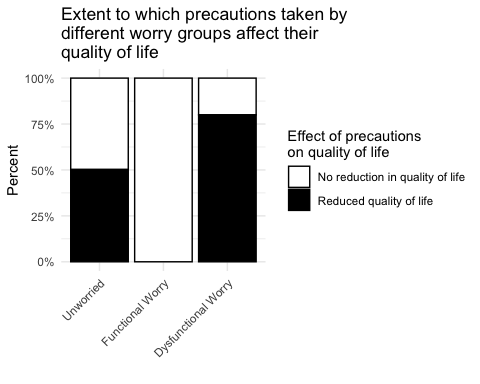 Extent to which precautions taken by
different worry groups affect their
quality of life
100%
75%
50%
25%
0%
Percent
Unworried
Functional Worry
Dysfunctional Worry
Effect of precautions
on quality of life
No reduction in quality of life
Reduced quality of life